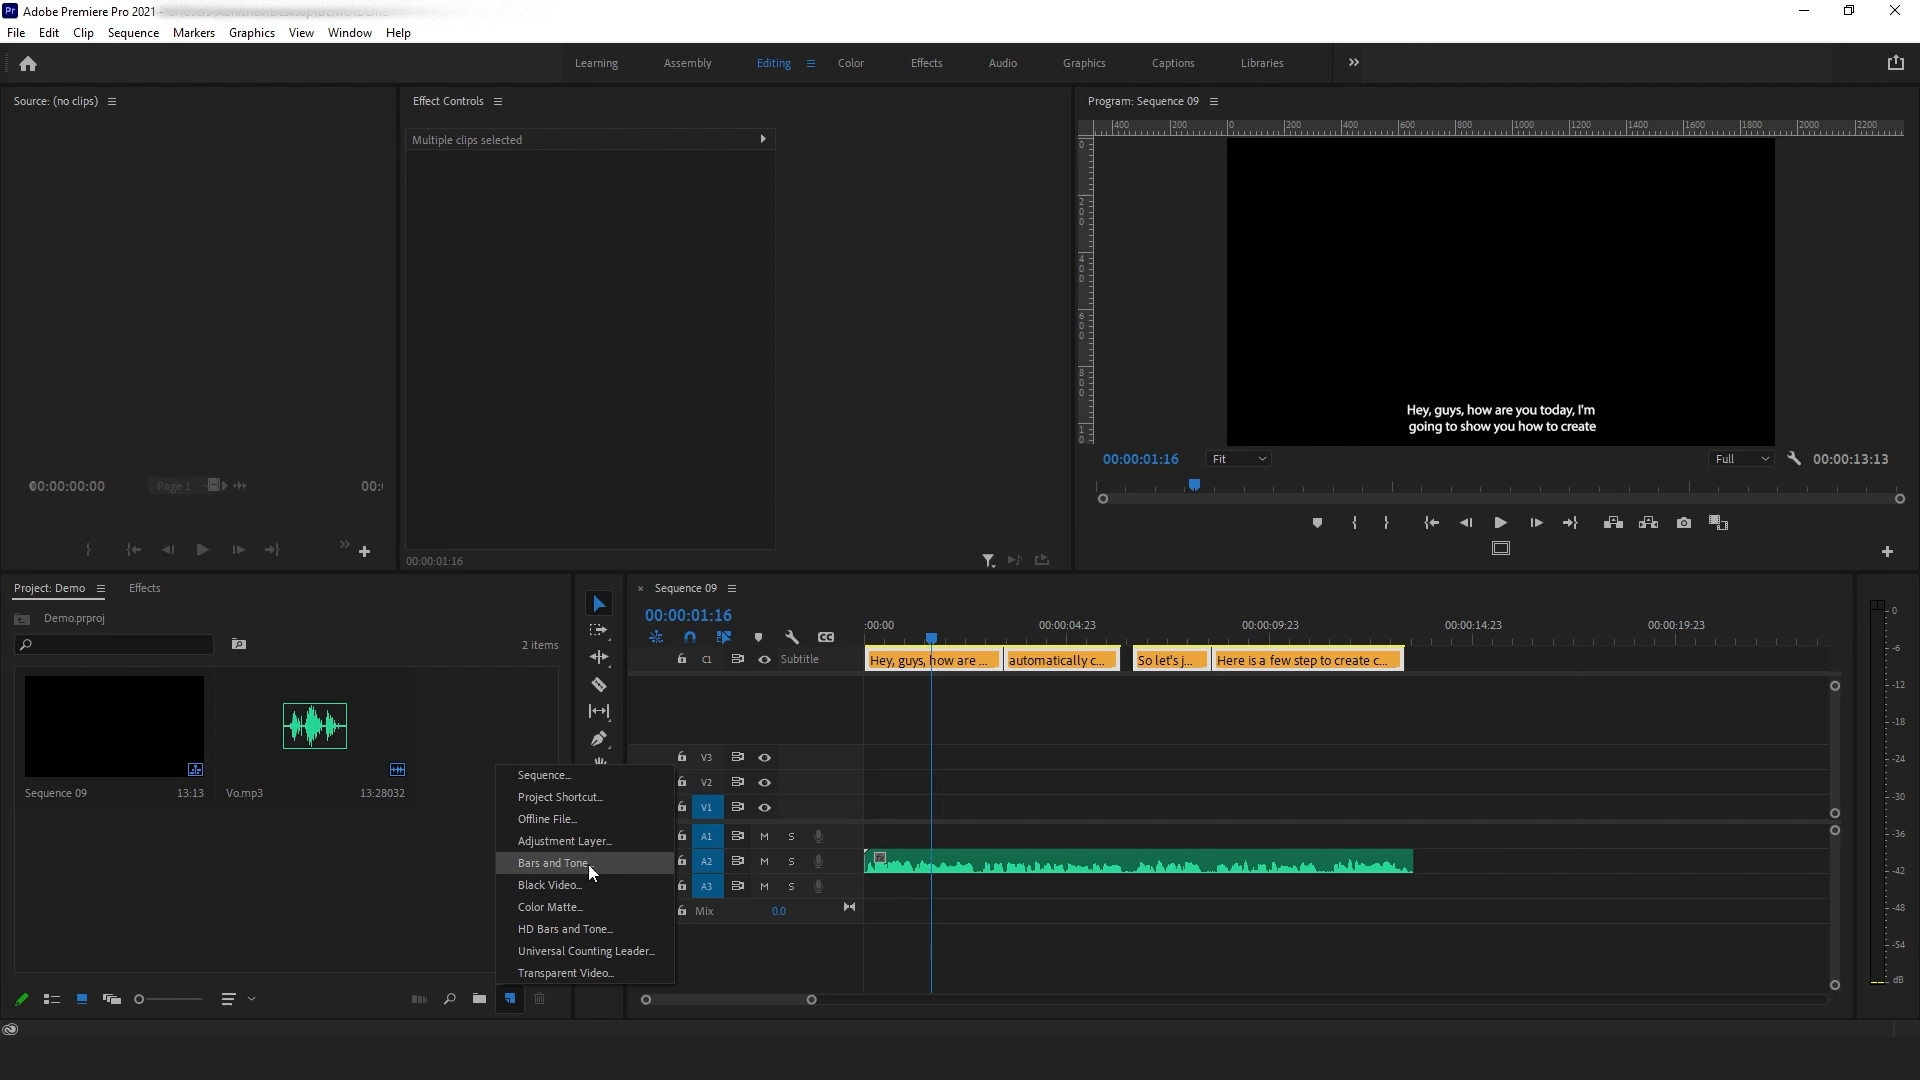 Adobe Premiere Pro 2021 -
File Edit Clip Sequence Markers Graphics View Window Help
Learning Assembly Editing Color Effects Audio Graphics Captions Libraries
Source: (no clips)
Effect Controls
Program: Sequence 09
Multiple clips selected
400 200 0 200 400 600 800 1000 1200 1400 1600 1800 2000 2200
0
200
400
600
800
10
Hey, guys, how are you today, I'm
going to show you how to create
00:00:01:16 Fit Full 00:00:13:13
00:00:00:00 Page 1 00:
00:00:01:16
Project: Demo Effects
Demo.prproj
2 items
Sequence 09 13:13
Vo.mp3 13:28032
Sequence...
Project Shortcut...
Offline File...
Adjustment Layer...
Bars and Tone...
Black Video...
Color Matte...
HD Bars and Tone...
Universal Counting Leader...
Transparent Video...
× Sequence 09
00:00:01:16
:00:00 00:00:04:23 00:00:09:23 00:00:14:23 00:00:19:23
CC
C1 Subtitle
Hey, guys, how are ... automatically c... So let's j... Here is a few step to create c...
V3
V2
V1
A1 M S
A2 M S
fx
A3 M S
Mix 0.0
0
-6
-12
-18
-24
-30
-36
-42
-48
-54
dB